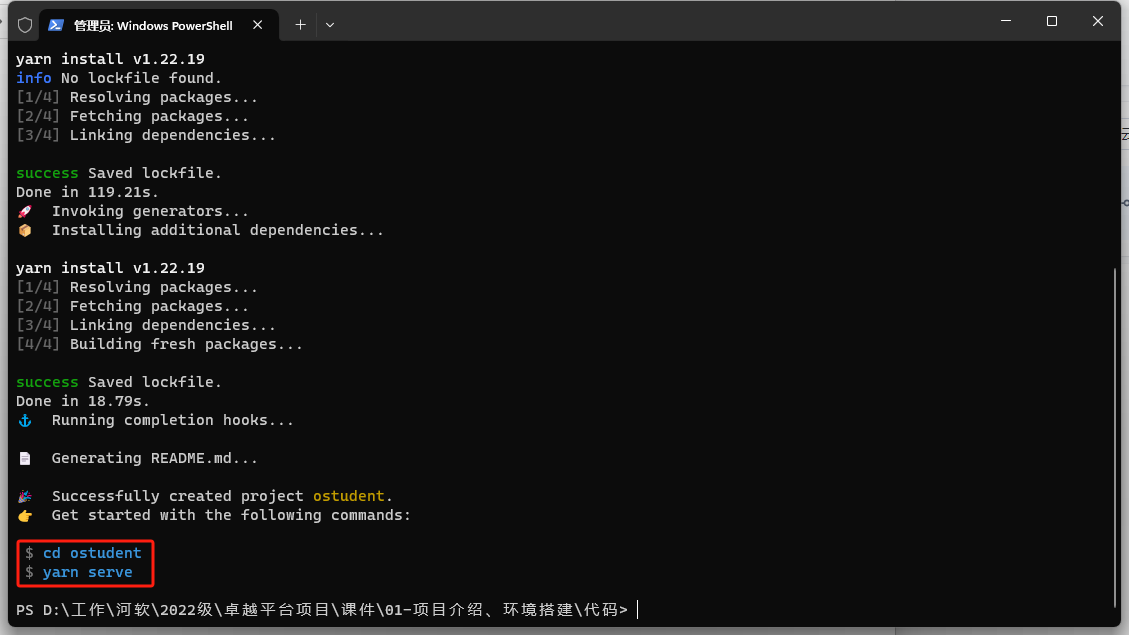 管理员: Windows PowerShell
yarn install v1.22.19
info No lockfile found.
[1/4] Resolving packages...
[2/4] Fetching packages...
[3/4] Linking dependencies...
success Saved lockfile.
Done in 119.21s.
🚀  Invoking generators...
📦  Installing additional dependencies...
yarn install v1.22.19
[1/4] Resolving packages...
[2/4] Fetching packages...
[3/4] Linking dependencies...
[4/4] Building fresh packages...
success Saved lockfile.
Done in 18.79s.
⚓  Running completion hooks...
📄  Generating README.md...
🎉  Successfully created project ostudent.
👉  Get started with the following commands:
$ cd ostudent
$ yarn serve
PS D:\工作\河软\2022级\卓越平台项目\课件\01-项目介绍、环境搭建\代码>